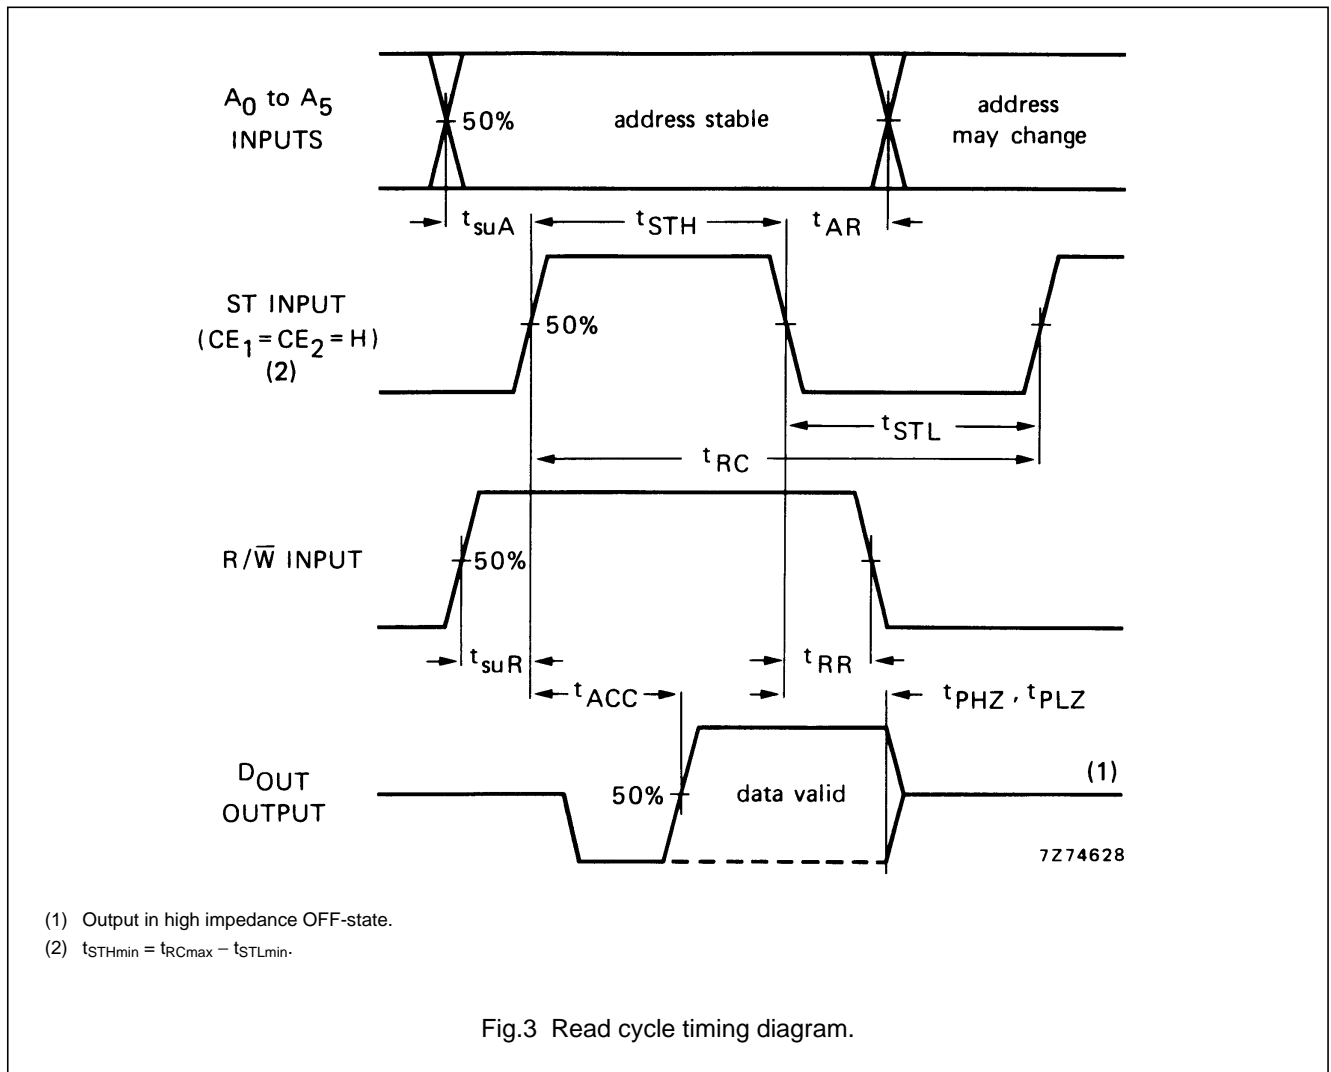 A0 to A5
INPUTS
50%
address stable
address
may change
tsuA
tSTH
tAR
ST INPUT
(CE1=CE2=H)
(2)
50%
tSTL
tRC
R/W̅ INPUT
50%
tsuR
tRR
tACC
tPHZ, tPLZ
DOUT
OUTPUT
50%
data valid
(1)
7Z74628
(1) Output in high impedance OFF-state.
(2) tSTHmin = tRCmax − tSTLmin.
Fig.3 Read cycle timing diagram.